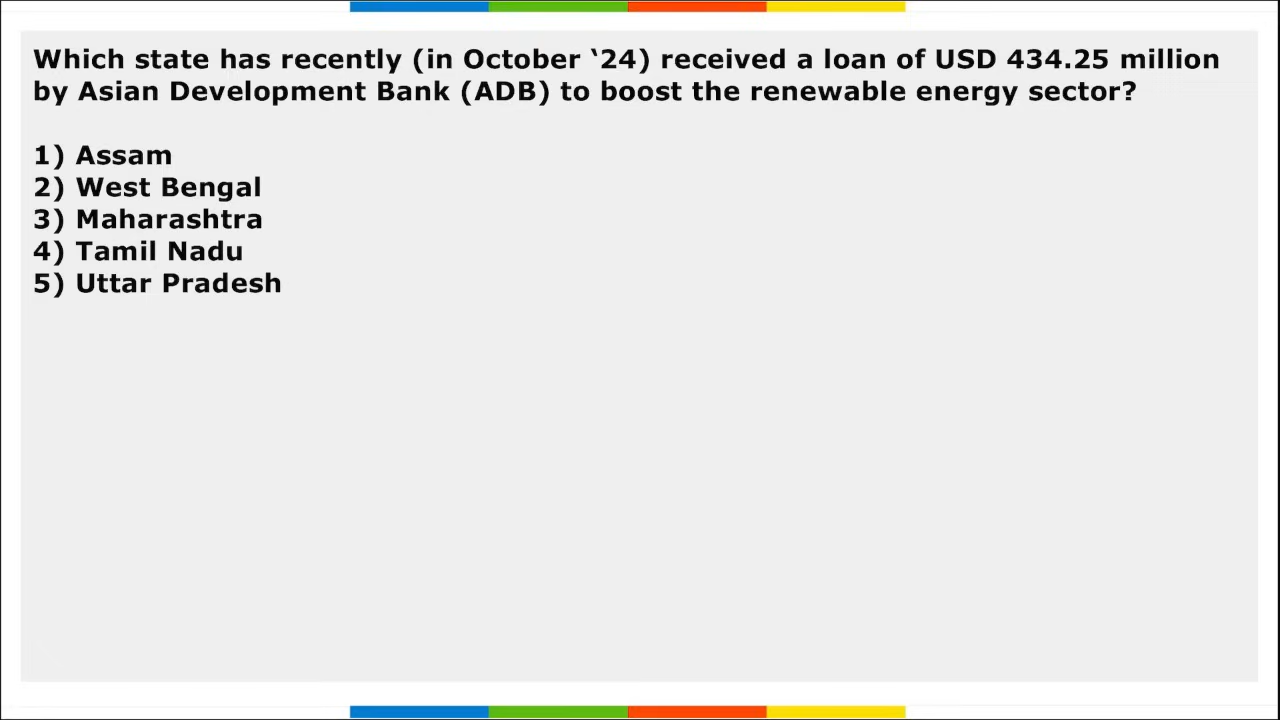 Which state has recently (in October ‘24) received a loan of USD 434.25 million
by Asian Development Bank (ADB) to boost the renewable energy sector?
1) Assam
2) West Bengal
3) Maharashtra
4) Tamil Nadu
5) Uttar Pradesh